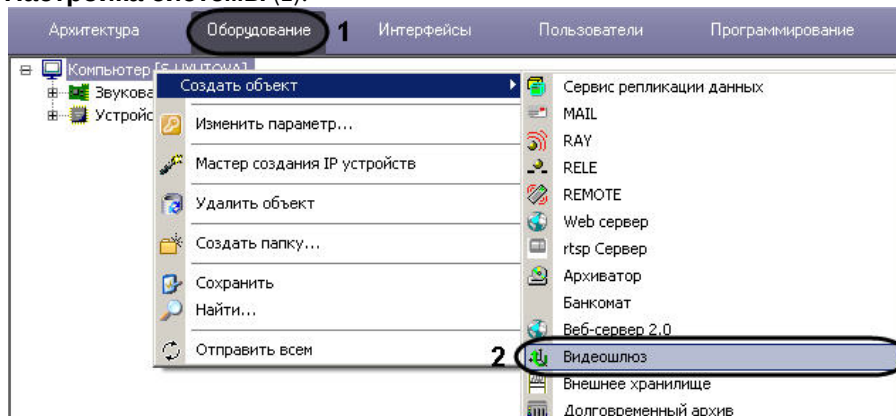 Настройка системы (2).
Архитектура Оборудование 1 Интерфейсы Пользователи Программирование
Компьютер
Создать объект
Изменить параметр...
Мастер создания IP устройств
Удалить объект
Создать папку...
Сохранить
Найти...
Отправить всем
Сервис репликации данных
MAIL
RAY
RELE
REMOTE
Web сервер
rtsp Сервер
Архиватор
Банкомат
Веб-сервер 2.0
2 Видеошлюз
Внешнее хранилище
Долговременный архив